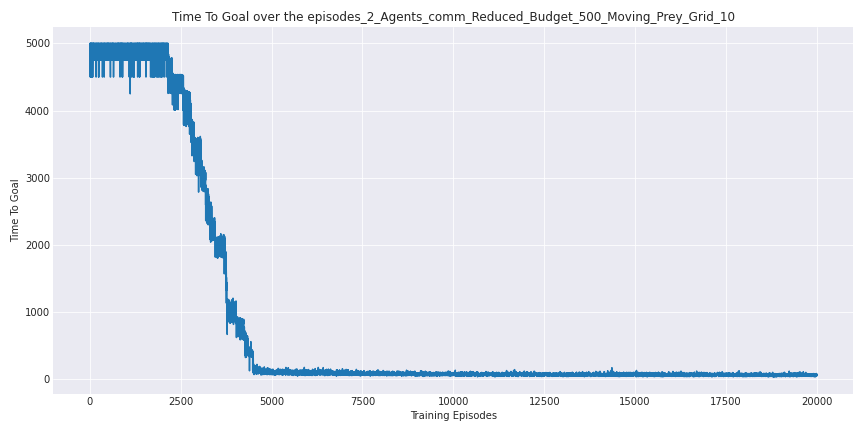 Time To Goal over the episodes_2_Agents_comm_Reduced_Budget_500_Moving_Prey_Grid_10
5000
4000
3000
2000
1000
0
Time To Goal
0 2500 5000 7500 10000 12500 15000 17500 20000
Training Episodes